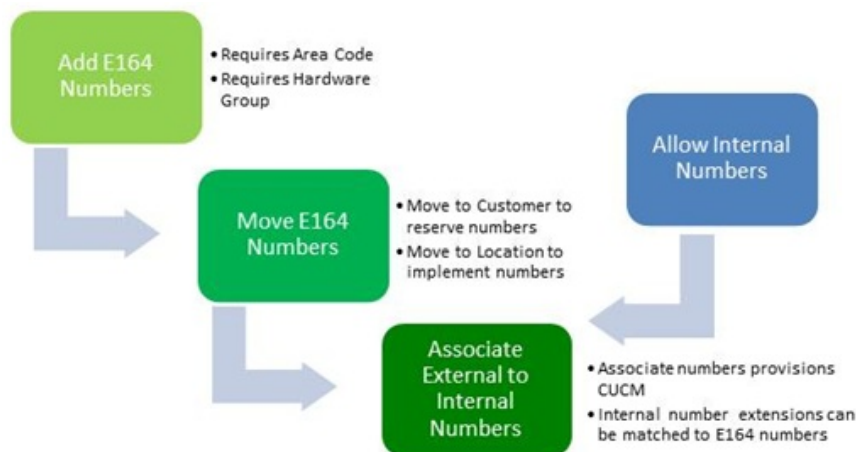 Add E164
Numbers
• Requires Area Code
• Requires Hardware
Group
Allow Internal
Numbers
Move E164
Numbers
• Move to Customer to
reserve numbers
• Move to Location to
implement numbers
Associate
External to
Internal
Numbers
• Associate numbers provisions
CUCM
• Internal number extensions can
be matched to E164 numbers